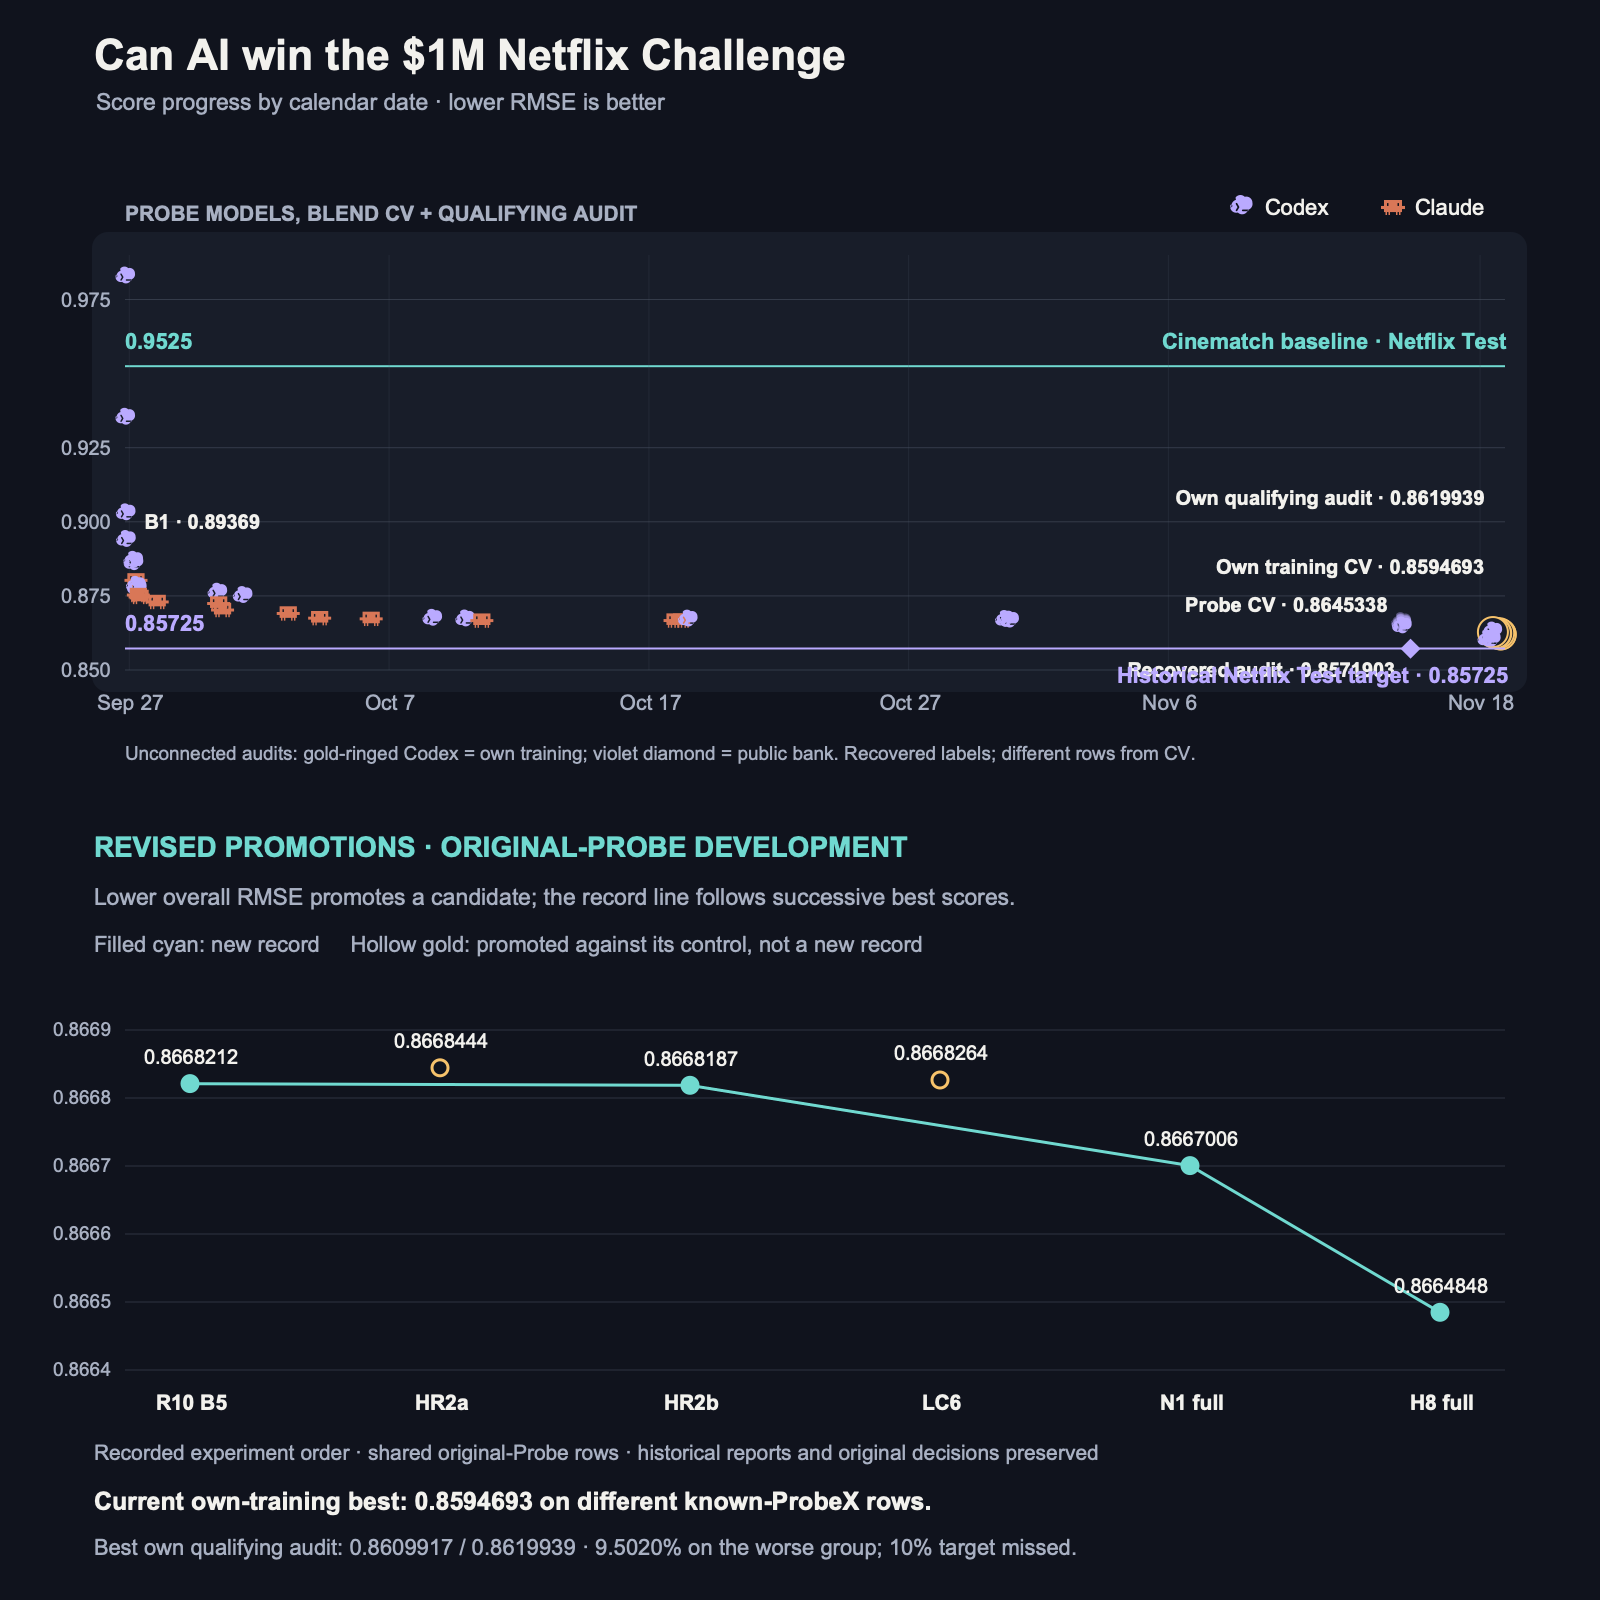 Can AI win the $1M Netflix Challenge
Score progress by calendar date · lower RMSE is better
PROBE MODELS, BLEND CV + QUALIFYING AUDIT
Codex
Claude
0.975
0.9525
Cinematch baseline · Netflix Test
0.925
Own qualifying audit · 0.8619939
0.900
B1 · 0.89369
Own training CV · 0.8594693
0.875
Probe CV · 0.8645338
0.85725
0.850
Recovered audit · 0.8571903
Historical Netflix Test target · 0.85725
Sep 27
Oct 7
Oct 17
Oct 27
Nov 6
Nov 18
Unconnected audits: gold-ringed Codex = own training; violet diamond = public bank. Recovered labels; different rows from CV.
REVISED PROMOTIONS · ORIGINAL-PROBE DEVELOPMENT
Lower overall RMSE promotes a candidate; the record line follows successive best scores.
Filled cyan: new record
Hollow gold: promoted against its control, not a new record
0.8669
0.8668212
0.8668444
0.8668187
0.8668264
0.8668
0.8667006
0.8667
0.8666
0.8664848
0.8665
0.8664
R10 B5
HR2a
HR2b
LC6
N1 full
H8 full
Recorded experiment order · shared original-Probe rows · historical reports and original decisions preserved
Current own-training best: 0.8594693 on different known-ProbeX rows.
Best own qualifying audit: 0.8609917 / 0.8619939 · 9.5020% on the worse group; 10% target missed.